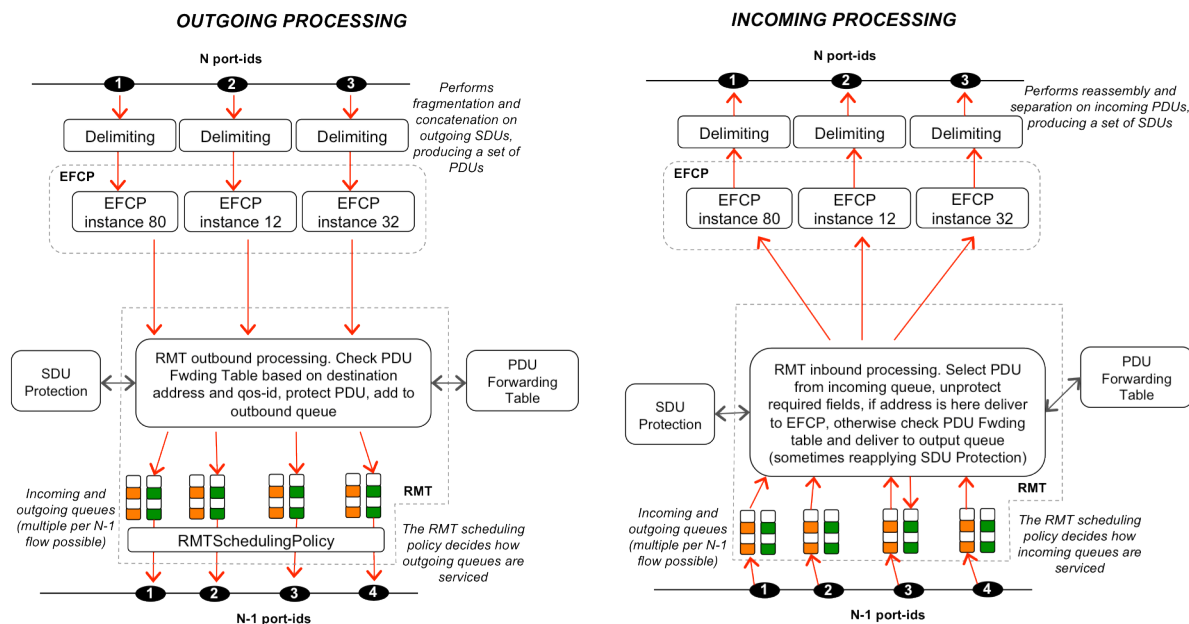 OUTGOING PROCESSING
N port-ids
1
2
3
Performs
fragmentation and
concatenation on
outgoing SDUs,
producing a set of
PDUs
Delimiting
Delimiting
Delimiting
EFCP
EFCP
instance 80
EFCP
instance 12
EFCP
instance 32
SDU
Protection
RMT outbound processing. Check PDU
Fwding Table based on destination
address and qos-id, protect PDU, add to
outbound queue
PDU
Forwarding
Table
RMT
Incoming and
outgoing queues
(multiple per N-1
flow possible)
RMTSchedulingPolicy
The RMT scheduling
policy decides how
outgoing queues are
serviced
1
2
3
4
N-1 port-ids
INCOMING PROCESSING
N port-ids
1
2
3
Performs reassembly and
separation on incoming PDUs,
producing a set of SDUs
Delimiting
Delimiting
Delimiting
EFCP
EFCP
instance 80
EFCP
instance 12
EFCP
instance 32
SDU
Protection
RMT inbound processing. Select PDU
from incoming queue, unprotect
required fields, if address is here deliver
to EFCP, otherwise check PDU Fwding
table and deliver to output queue
(sometimes reapplying SDU Protection)
PDU
Forwarding
Table
RMT
Incoming and
outgoing queues
(multiple per N-1
flow possible)
The RMT scheduling
policy decides how
incoming queues are
serviced
1
2
3
4
N-1 port-ids